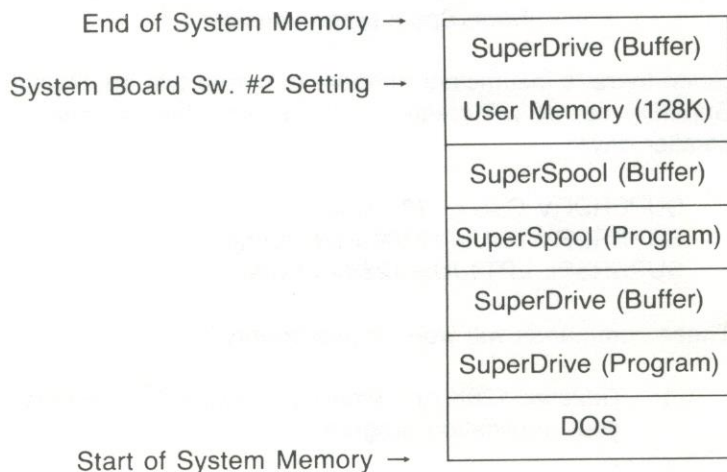 End of System Memory →
SuperDrive (Buffer)
System Board Sw. #2 Setting →
User Memory (128K)
SuperSpool (Buffer)
SuperSpool (Program)
SuperDrive (Buffer)
SuperDrive (Program)
DOS
Start of System Memory →